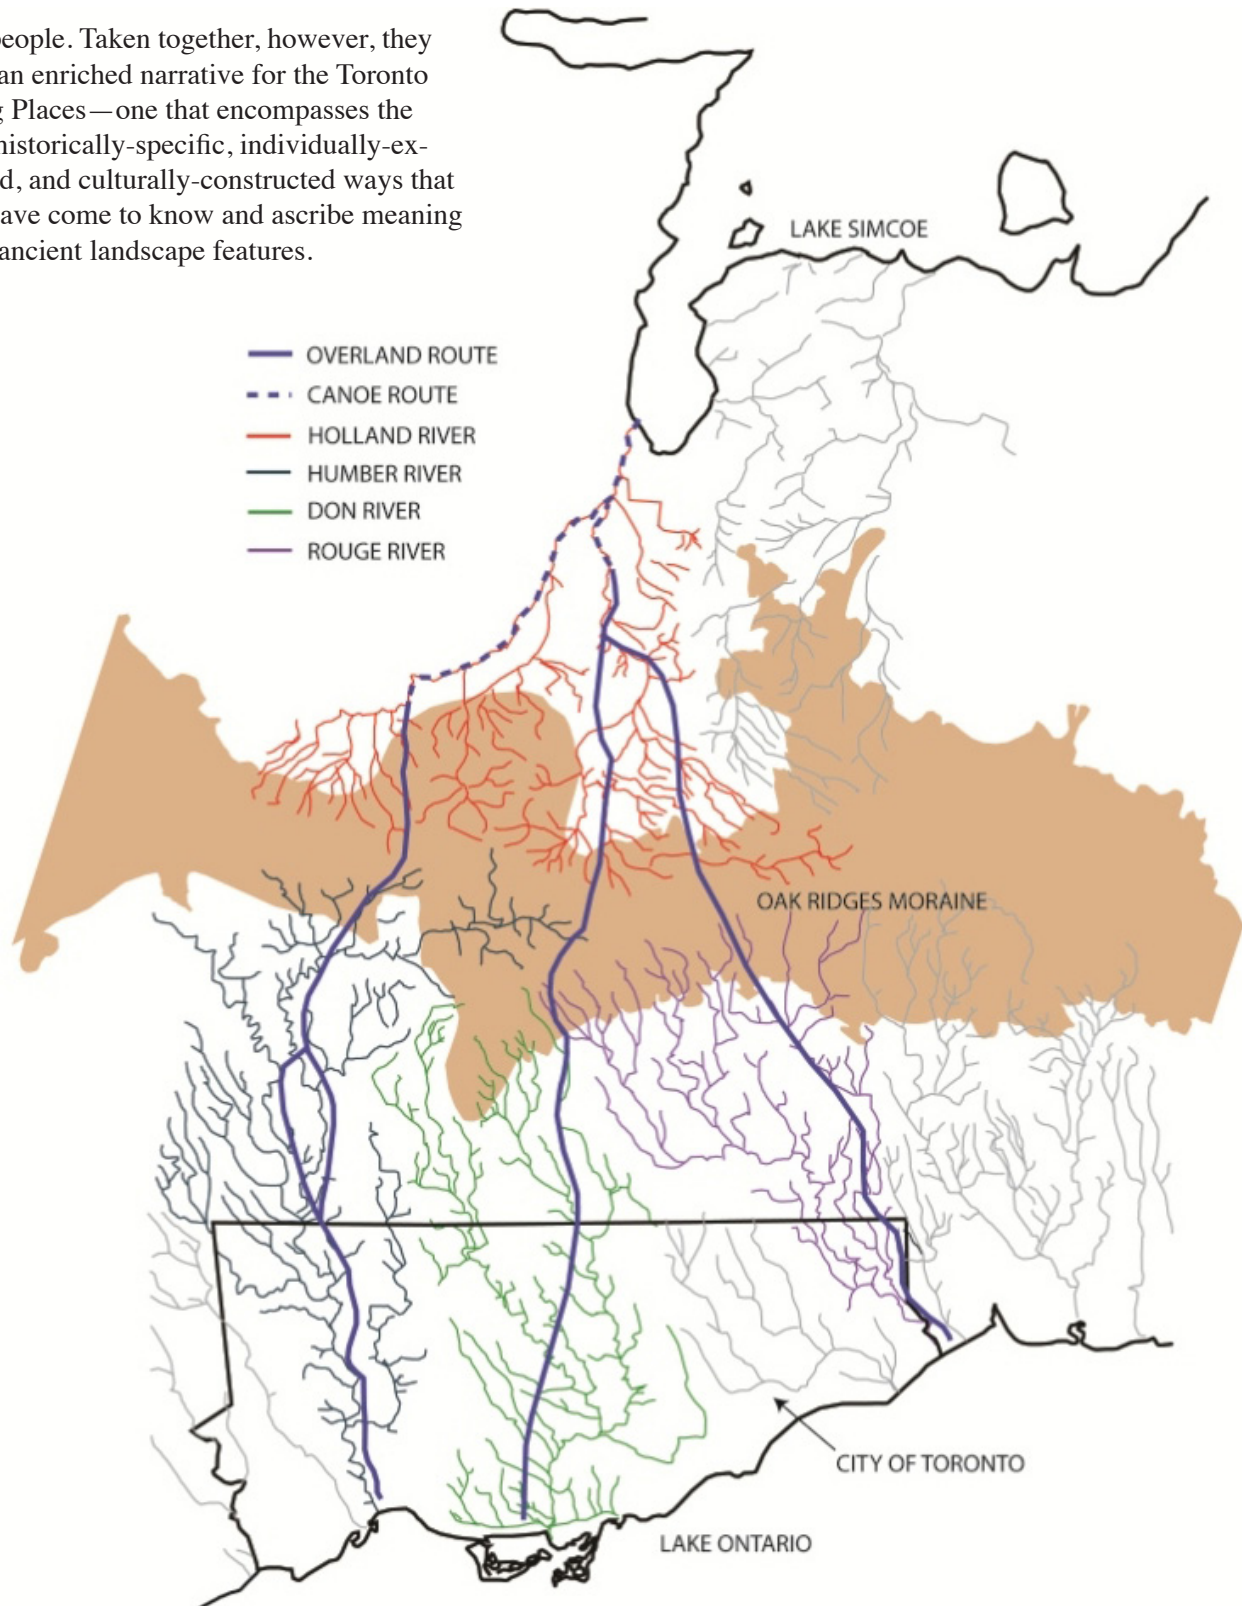 people. Taken together, however, they
an enriched narrative for the Toronto
Places—one that encompasses the
historically-specific, individually-ex-
d, and culturally-constructed ways that
ave come to know and ascribe meaning
ancient landscape features.
LAKE SIMCOE
OVERLAND ROUTE
CANOE ROUTE
HOLLAND RIVER
HUMBER RIVER
DON RIVER
ROUGE RIVER
OAK RIDGES MORAINE
CITY OF TORONTO
LAKE ONTARIO